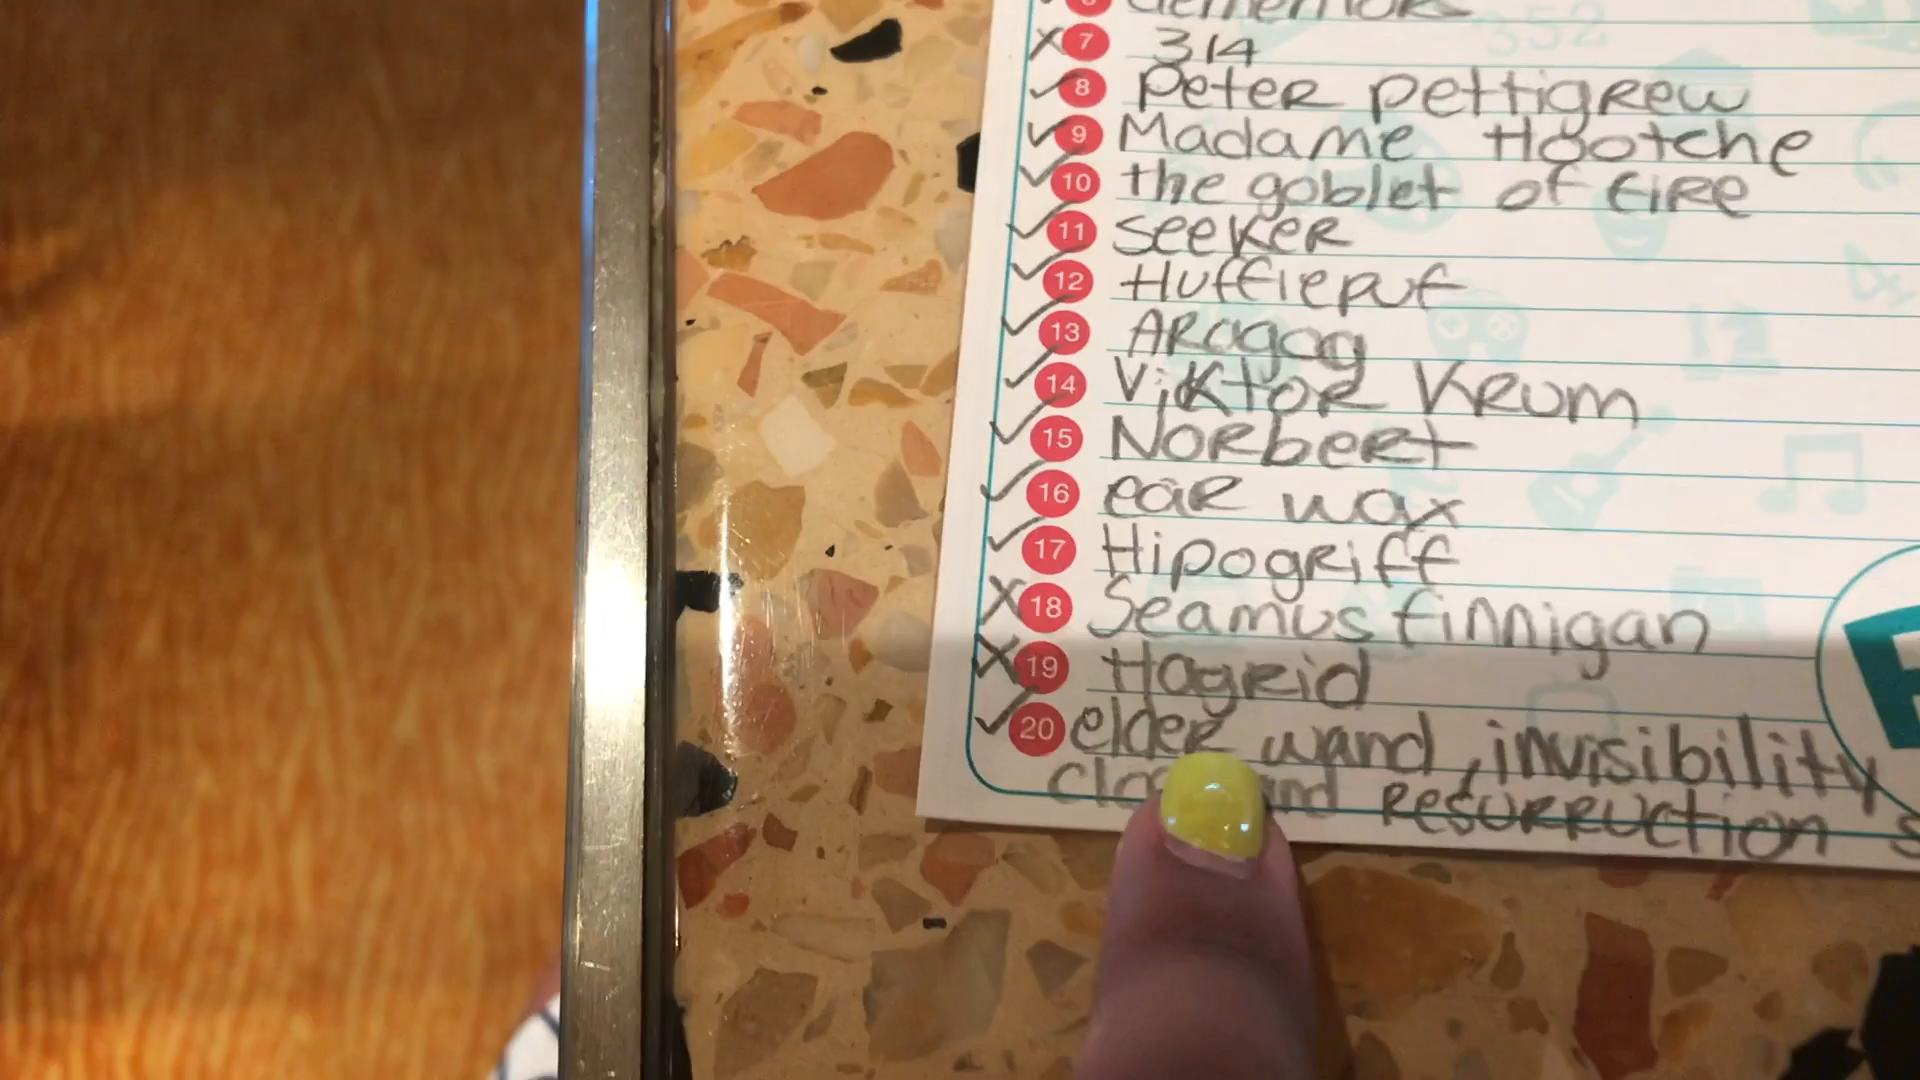 7 314
8 Peter Pettigrew
9 Madame Hootche
10 the goblet of fire
11 seeker
12 Huffiepuf
13 Aragog
14 Viktor Krum
15 Norbert
16 ear wax
17 Hipogriff
18 Seamus finnigan
19 Hagrid
20 elder wand, invisibility
and Resurruction